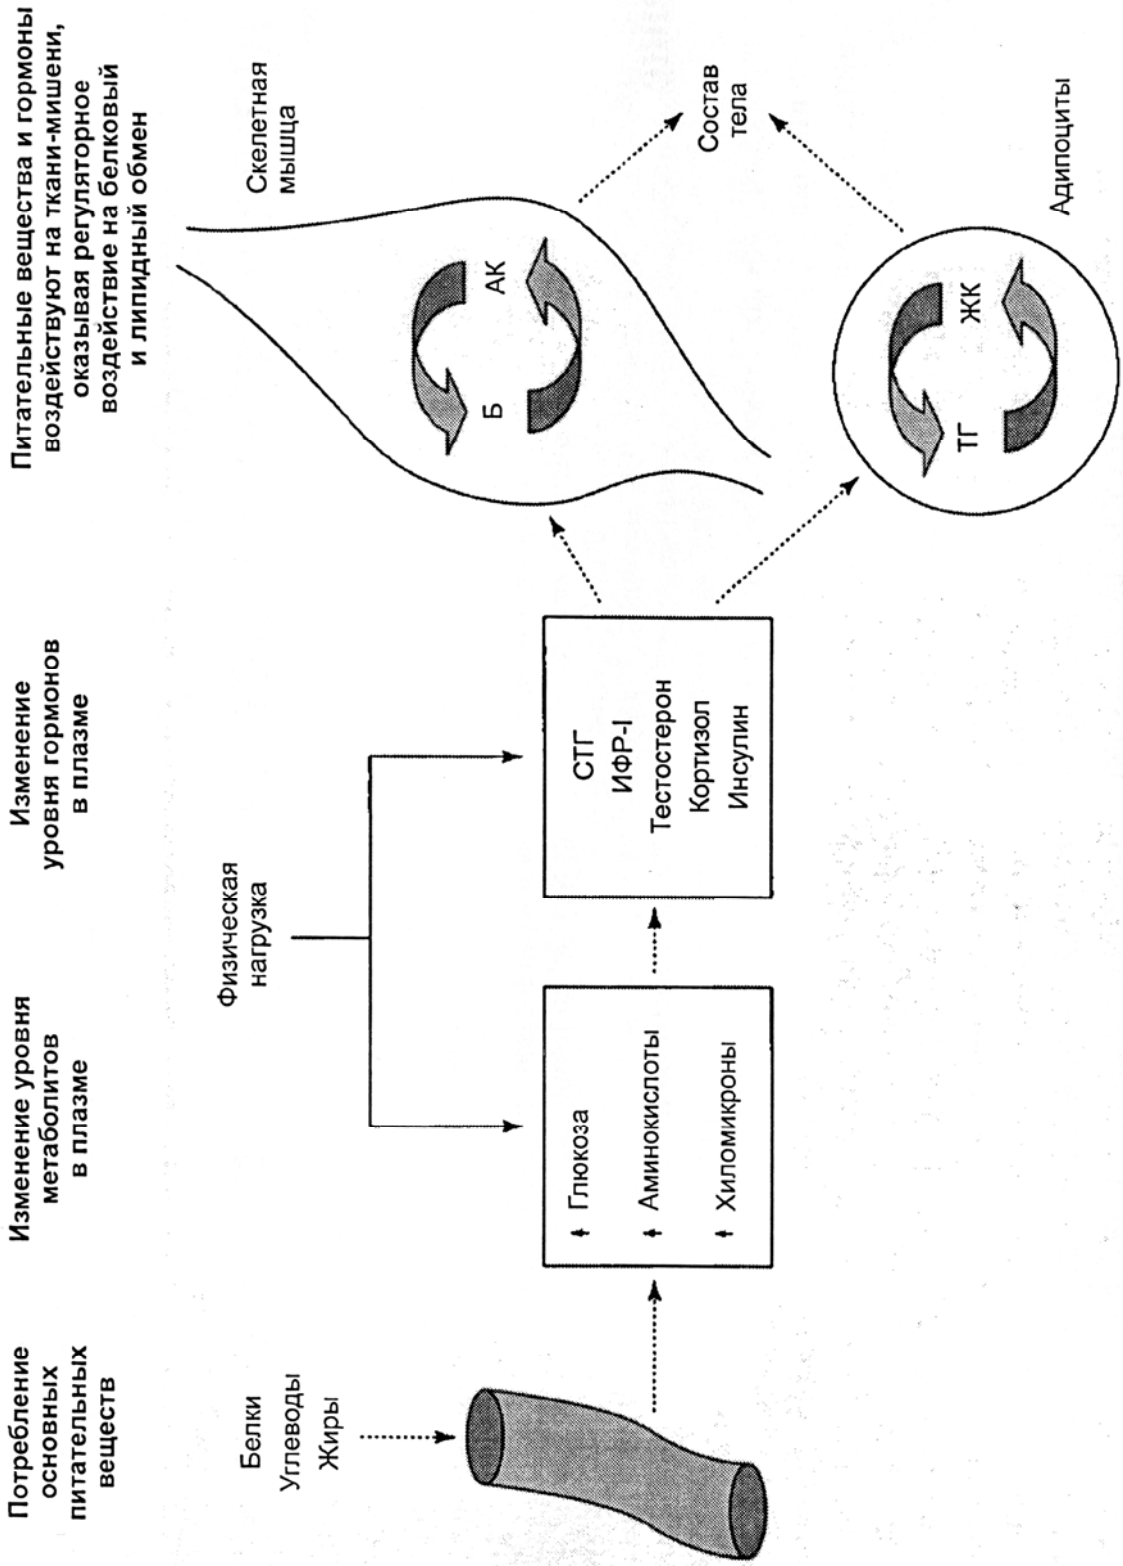 Потребление
основных
питательных
веществ
Изменение уровня
метаболитов
в плазме
Изменение
уровня гормонов
в плазме
Питательные вещества и гормоны
воздействуют на ткани-мишени,
оказывая регуляторное
воздействие на белковый
и липидный обмен
Белки
Углеводы
Жиры
Физическая
нагрузка
Глюкоза
Аминокислоты
Хиломикроны
СТГ
ИФР-I
Тестостерон
Кортизол
Инсулин
Скелетная
мышца
Б
АК
Состав
тела
ТГ
ЖК
Адипоциты